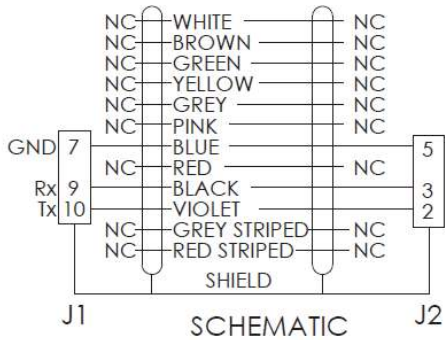 NC WHITE NC
NC BROWN NC
NC GREEN NC
NC YELLOW NC
NC GREY NC
NC PINK NC
GND 7 BLUE 5
NC RED NC
Rx 9 BLACK 3
Tx 10 VIOLET 2
NC GREY STRIPED NC
NC RED STRIPED NC
SHIELD
J1 J2
SCHEMATIC